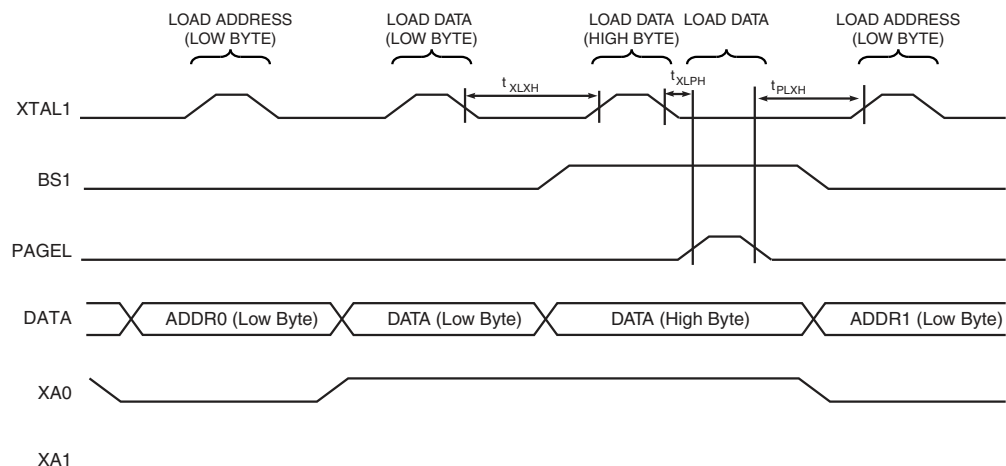 LOAD ADDRESS
(LOW BYTE)
LOAD DATA
(LOW BYTE)
LOAD DATA
(HIGH BYTE)
LOAD DATA
LOAD ADDRESS
(LOW BYTE)
t XLXH
tXLPH
tPLXH
XTAL1
BS1
PAGEL
DATA
ADDR0 (Low Byte)
DATA (Low Byte)
DATA (High Byte)
ADDR1 (Low Byte)
XA0
XA1